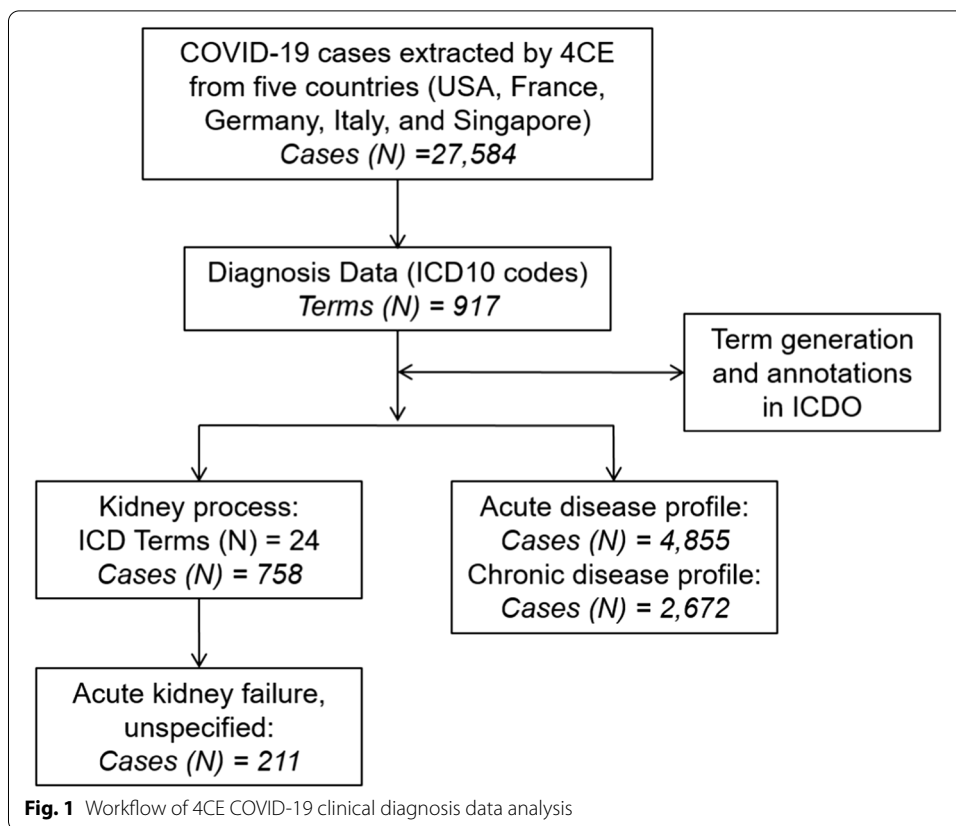 COVID-19 cases extracted by 4CE
from five countries (USA, France,
Germany, Italy, and Singapore)
Cases (N) =27,584
Diagnosis Data (ICD10 codes)
Terms (N) = 917
Term generation
and annotations
in ICDO
Kidney process:
ICD Terms (N) = 24
Cases (N) = 758
Acute disease profile:
Cases (N) = 4,855
Chronic disease profile:
Cases (N) = 2,672
Acute kidney failure,
unspecified:
Cases (N) = 211
Fig. 1 Workflow of 4CE COVID-19 clinical diagnosis data analysis